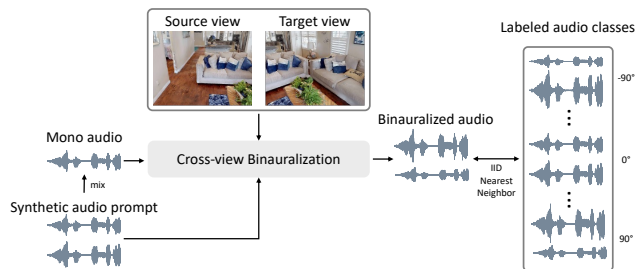 Source view
Target view
Labeled audio classes
-90°
Mono audio
Binauralized audio
Cross-view Binauralization
0°
mix
IID
Nearest
Neighbor
Synthetic audio prompt
90°